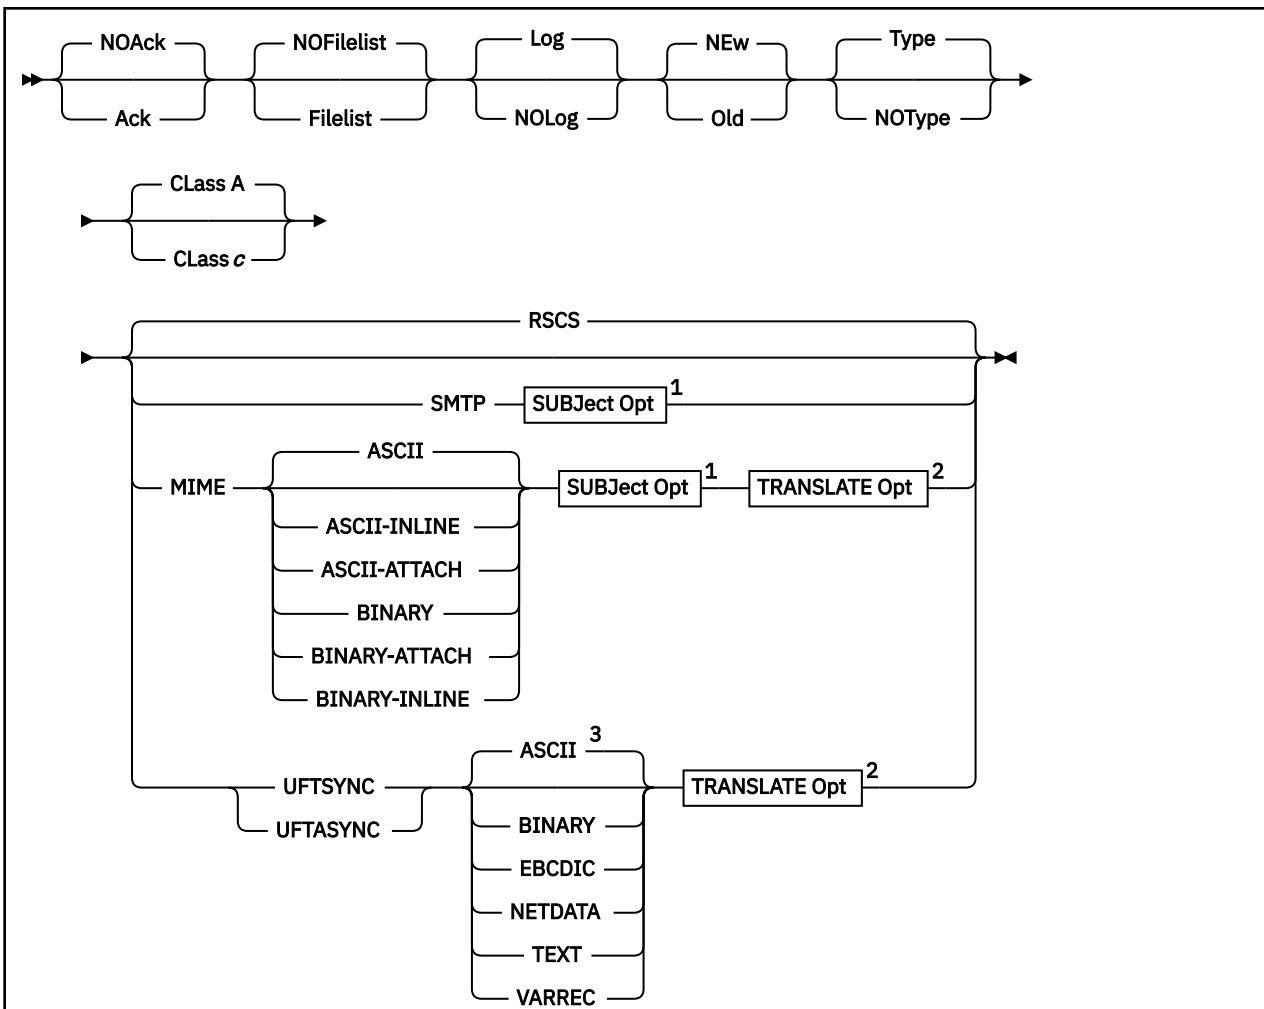 NOAck NOFilelist Log NEw Type
Ack Filelist NOLog Old NOType
CLass A
CLass c
RSCS
SMTP SUBJect Opt 1
ASCII
MIME SUBJect Opt 1 TRANSLATE Opt 2
ASCII-INLINE
ASCII-ATTACH
BINARY
BINARY-ATTACH
BINARY-INLINE
ASCII 3
UFTSYNC TRANSLATE Opt 2
UFTASYNC BINARY
EBCDIC
NETDATA
TEXT
VARREC